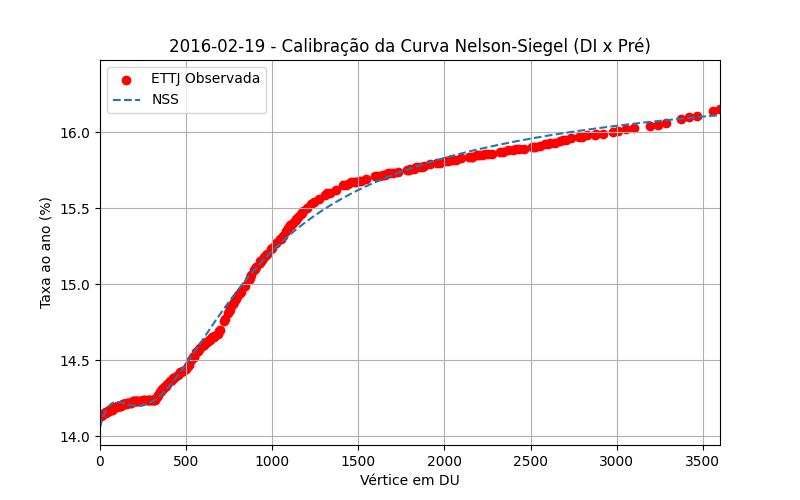 2016-02-19 - Calibração da Curva Nelson-Siegel (DI x Pré)
ETTJ Observada
NSS
Taxa ao ano (%)
16.0
15.5
15.0
14.5
14.0
0 500 1000 1500 2000 2500 3000 3500
Vértice em DU